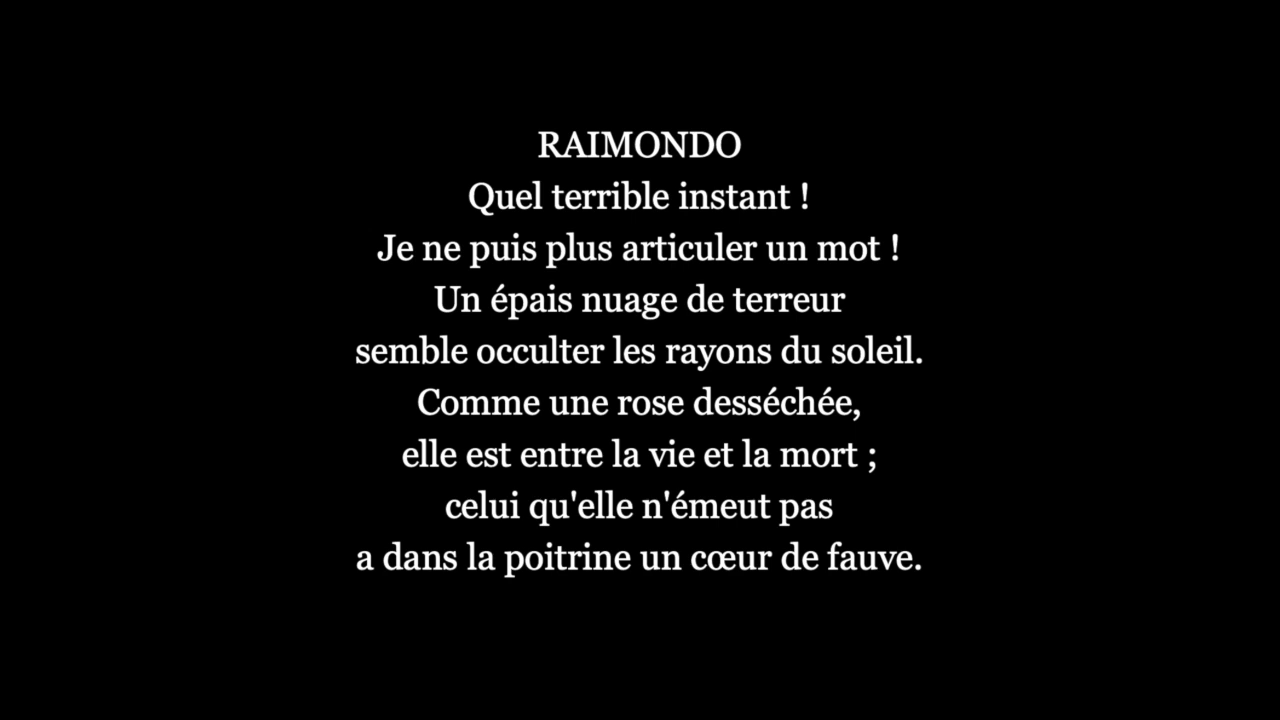 RAIMONDO
Quel terrible instant !
Je ne puis plus articuler un mot !
Un épais nuage de terreur
semble occulter les rayons du soleil.
Comme une rose desséchée,
elle est entre la vie et la mort ;
celui qu'elle n'émeut pas
a dans la poitrine un cœur de fauve.